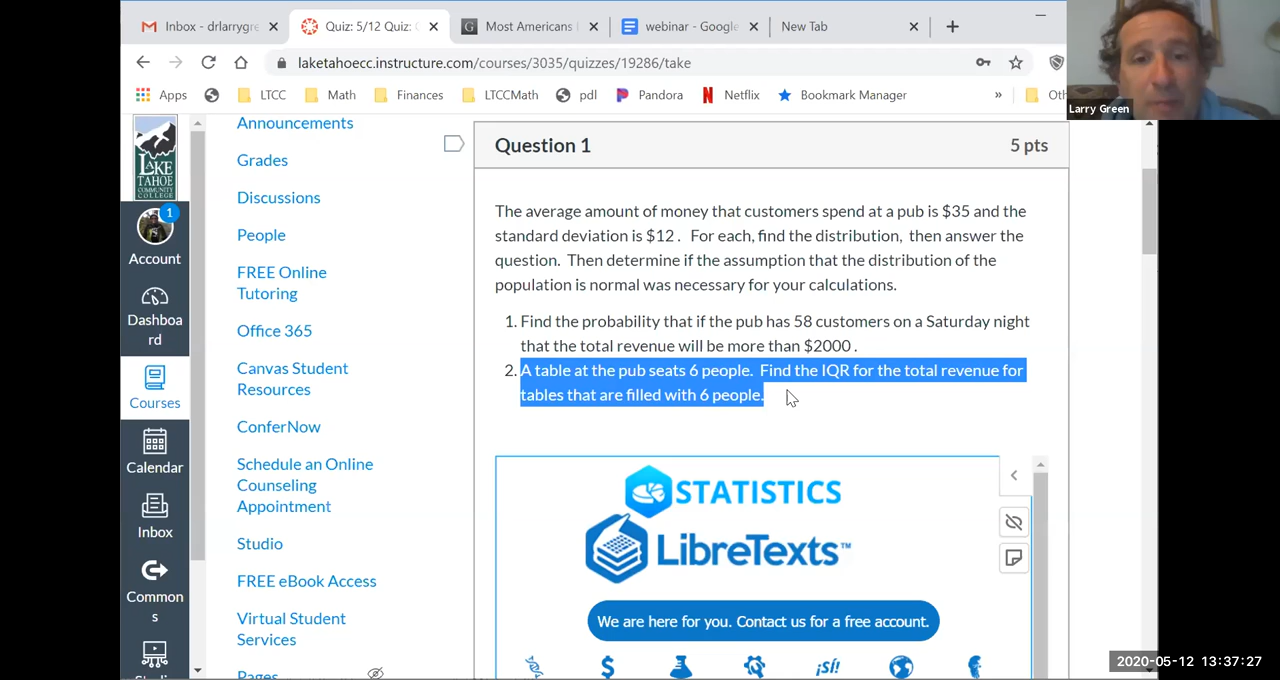 Inbox - drlarrygre
Quiz: 5/12 Quiz:
Most Americans
webinar - Google
New Tab
laketahoecc.instructure.com/courses/3035/quizzes/19286/take
Apps
LTCC
Math
Finances
LTCCMath
pdl
Pandora
Netflix
Bookmark Manager
»
Oth
Larry Green
LAKE
TAHOE
COMMUNITY
COLLEGE
1
Account
Dashboa
rd
Courses
Calendar
Inbox
Common
s
Announcements
Grades
Discussions
People
FREE Online
Tutoring
Office 365
Canvas Student
Resources
ConferNow
Schedule an Online
Counseling
Appointment
Studio
FREE eBook Access
Virtual Student
Services
Pages
Question 1
5 pts
The average amount of money that customers spend at a pub is $35 and the
standard deviation is $12 . For each, find the distribution, then answer the
question. Then determine if the assumption that the distribution of the
population is normal was necessary for your calculations.
1. Find the probability that if the pub has 58 customers on a Saturday night
that the total revenue will be more than $2000 .
2. A table at the pub seats 6 people. Find the IQR for the total revenue for
tables that are filled with 6 people.
STATISTICS
LibreTexts™
We are here for you. Contact us for a free account.
$
¡SÍ!
2020-05-12 13:37:27